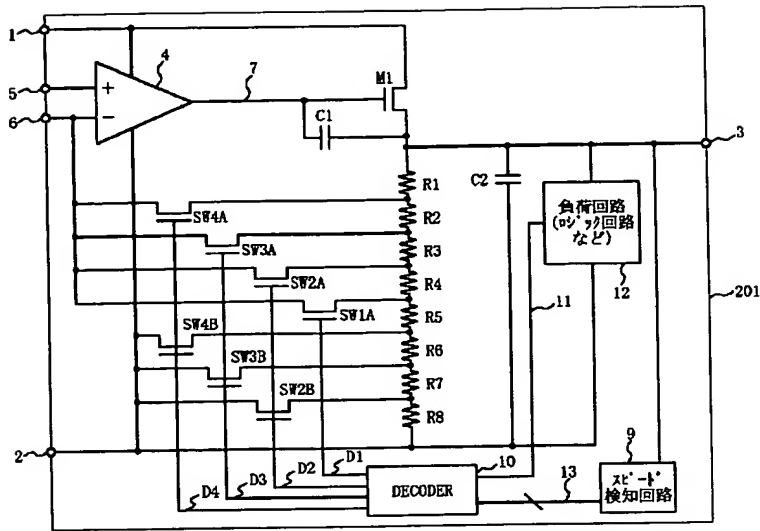 1
4
7
M1
5
6
C1
3
R1
C2
R2
SW4A
R3
SW3A
R4
SW2A
R5
SW1A
R6
SW4B
R7
SW3B
R8
SW2B
負荷回路
(ロジック回路
など)
12
11
201
2
D1
10
9
D2
D3
D4
DECODER
13
スピード
検知回路